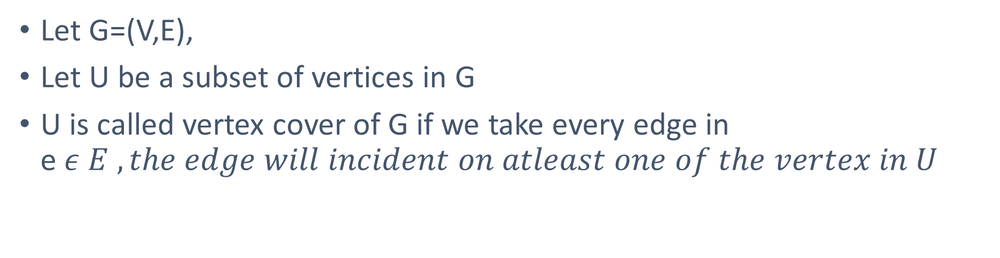 • Let G=(V,E),
• Let U be a subset of vertices in G
• U is called vertex cover of G if we take every edge in
e ϵ E , the edge will incident on atleast one of the vertex in U